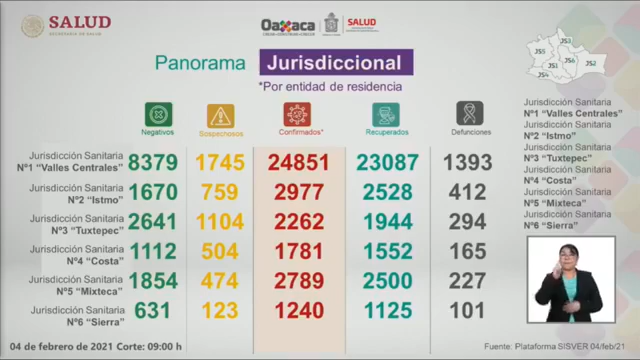 SALUD
SECRETARÍA DE SALUD
Oaxaca
SALUD
Panorama Jurisdiccional
*Por entidad de residencia
JS3
JS5
JS1
JS6
JS2
JS4
Negativos Sospechosos Confirmados* Recuperados Defunciones
Jurisdicción Sanitaria
N°1 “Valles Centrales” 8379 1745 24851 23087 1393
Jurisdicción Sanitaria
N°2 “Istmo” 1670 759 2977 2528 412
Jurisdicción Sanitaria
N°3 “Tuxtepec” 2641 1104 2262 1944 294
Jurisdicción Sanitaria
N°4 “Costa” 1112 504 1781 1552 165
Jurisdicción Sanitaria
N°5 “Mixteca” 1854 474 2789 2500 227
Jurisdicción Sanitaria
N°6 “Sierra” 631 123 1240 1125 101
Jurisdicción Sanitaria
N°1 “Valles Centrales”
Jurisdicción Sanitaria
N°2 “Istmo”
Jurisdicción Sanitaria
N°3 “Tuxtepec”
Jurisdicción Sanitaria
N°4 “Costa”
Jurisdicción Sanitaria
N°5 “Mixteca”
Jurisdicción Sanitaria
N°6 “Sierra”
04 de febrero de 2021 Corte: 09:00 h
Fuente: Plataforma SISVER 04/feb/21